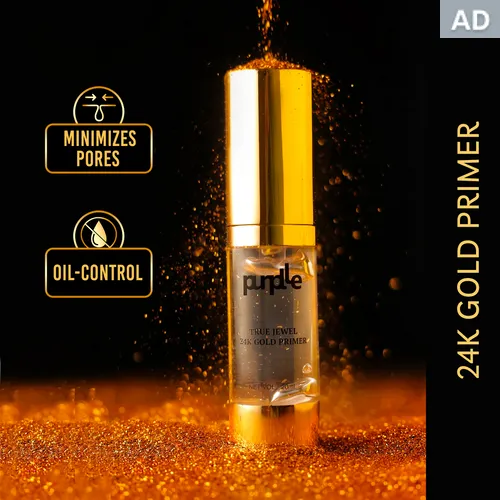 AD
MINIMIZES
PORES
OIL-CONTROL
purplle
TRUE JEWEL
24K GOLD PRIMER
24K GOLD PRIMER